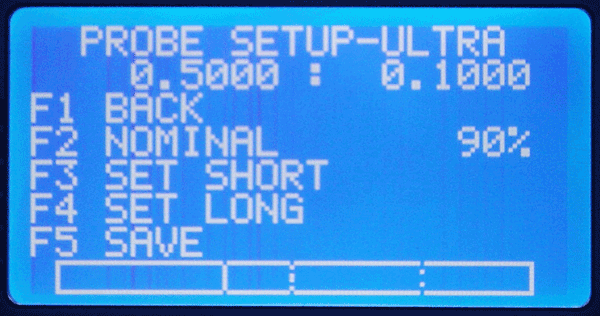 PROBE SETUP-ULTRA
0.5000 : 0.1000
F1 BACK
F2 NOMINAL 90%
F3 SET SHORT
F4 SET LONG
F5 SAVE